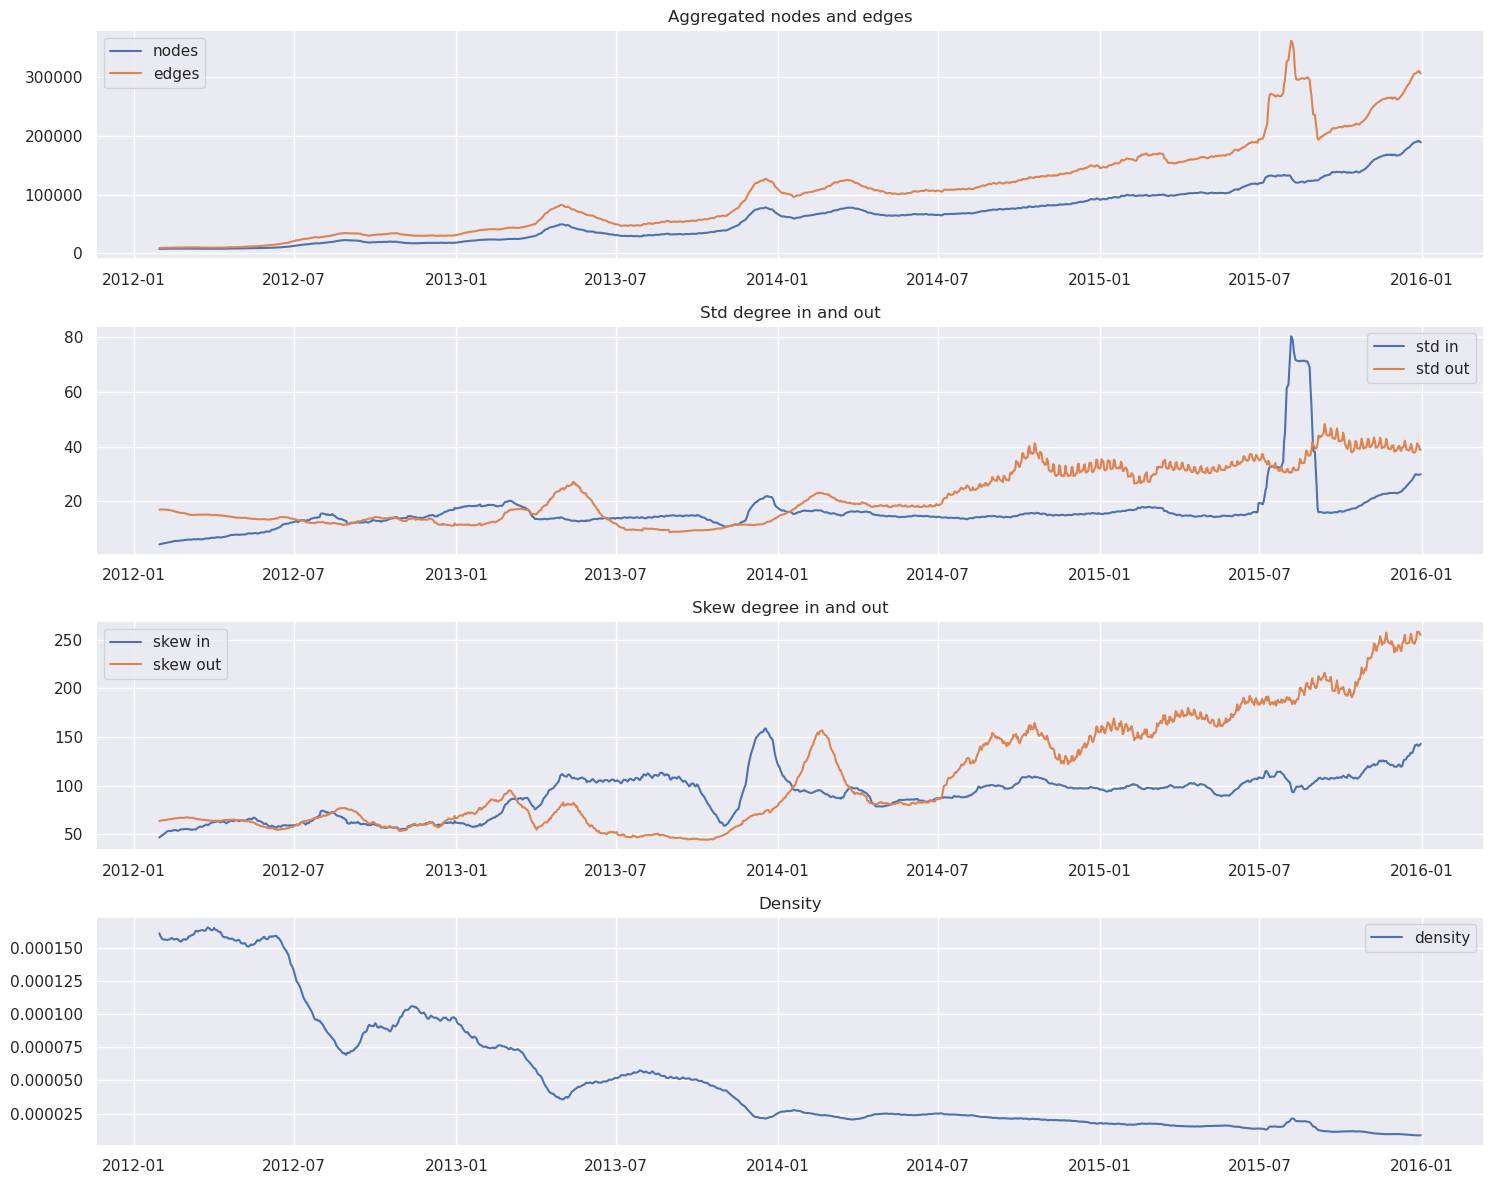 Aggregated nodes and edges
nodes
edges
300000
200000
100000
0
2012-01 2012-07 2013-01 2013-07 2014-01 2014-07 2015-01 2015-07 2016-01
Std degree in and out
std in
std out
80
60
40
20
2012-01 2012-07 2013-01 2013-07 2014-01 2014-07 2015-01 2015-07 2016-01
Skew degree in and out
skew in
skew out
250
200
150
100
50
2012-01 2012-07 2013-01 2013-07 2014-01 2014-07 2015-01 2015-07 2016-01
Density
density
0.000150
0.000125
0.000100
0.000075
0.000050
0.000025
2012-01 2012-07 2013-01 2013-07 2014-01 2014-07 2015-01 2015-07 2016-01